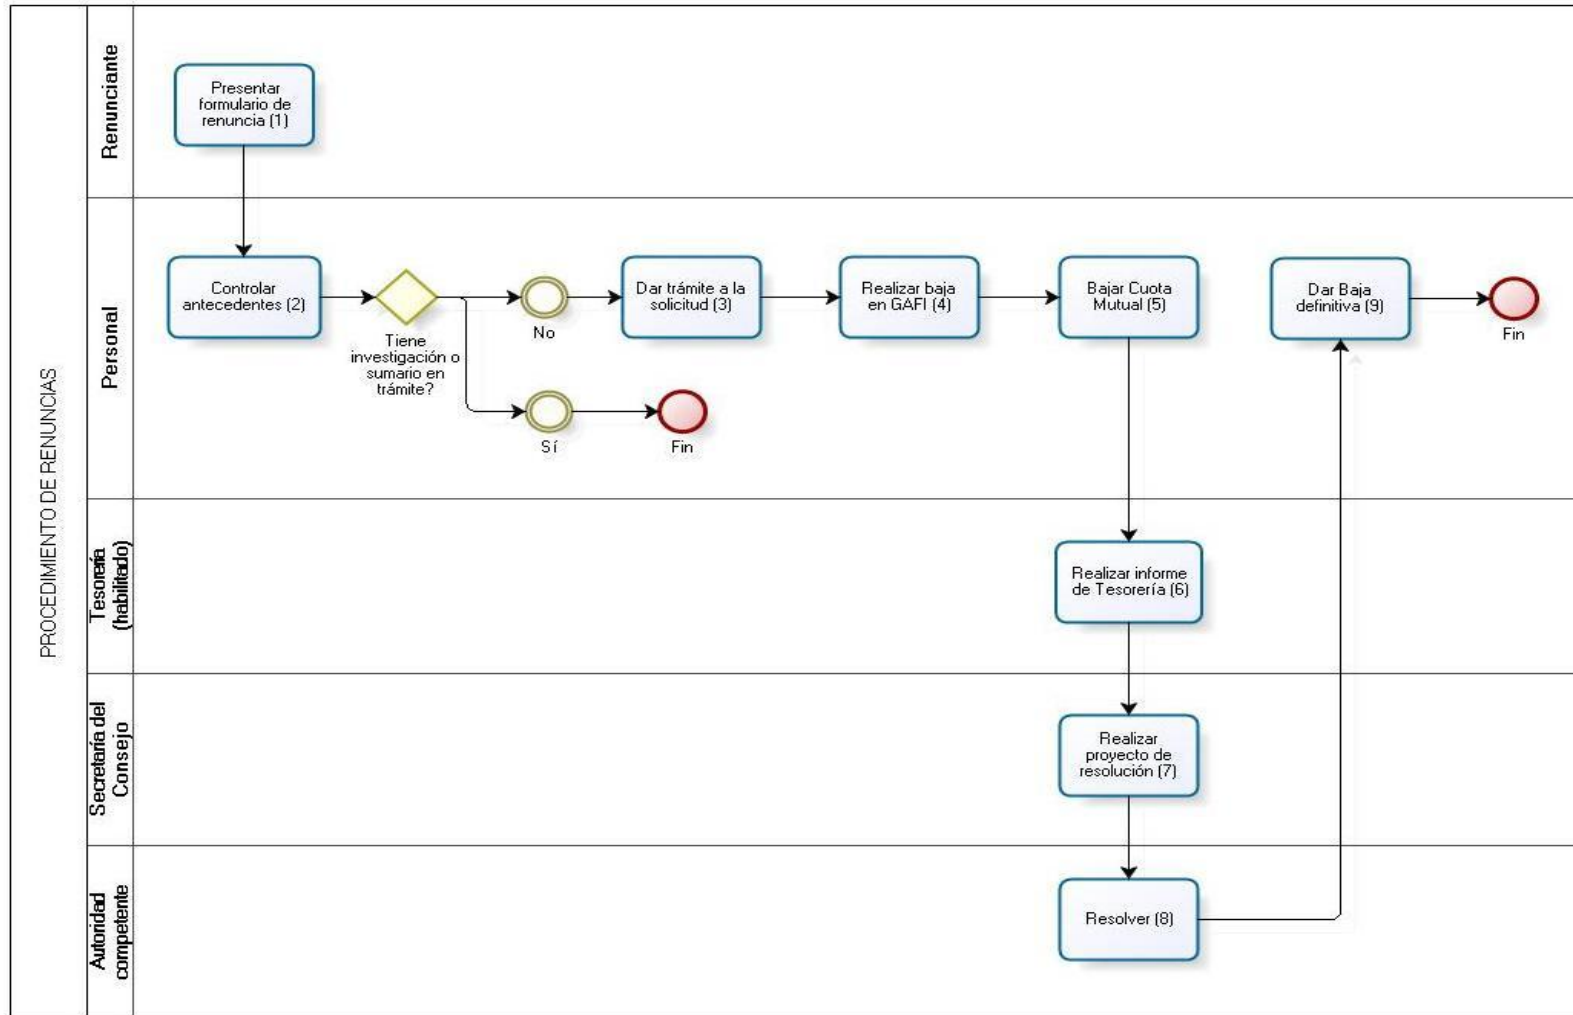 PROCEDIMIENTO DE RENUNCIAS
Renunciante
Presentar
formulario de
renuncia (1)
Personal
Controlar
antecedentes (2)
Tiene
investigación o
sumario en
trámite?
No
Sí
Fin
Dar trámite a la
solicitud (3)
Realizar baja
en GAFI (4)
Bajar Cuota
Mutual (5)
Dar Baja
definitiva (9)
Fin
Tesorería
(habilitado)
Realizar informe
de Tesorería (6)
Secretaría del
Consejo
Realizar
proyecto de
resolución (7)
Autoridad
competente
Resolver (8)